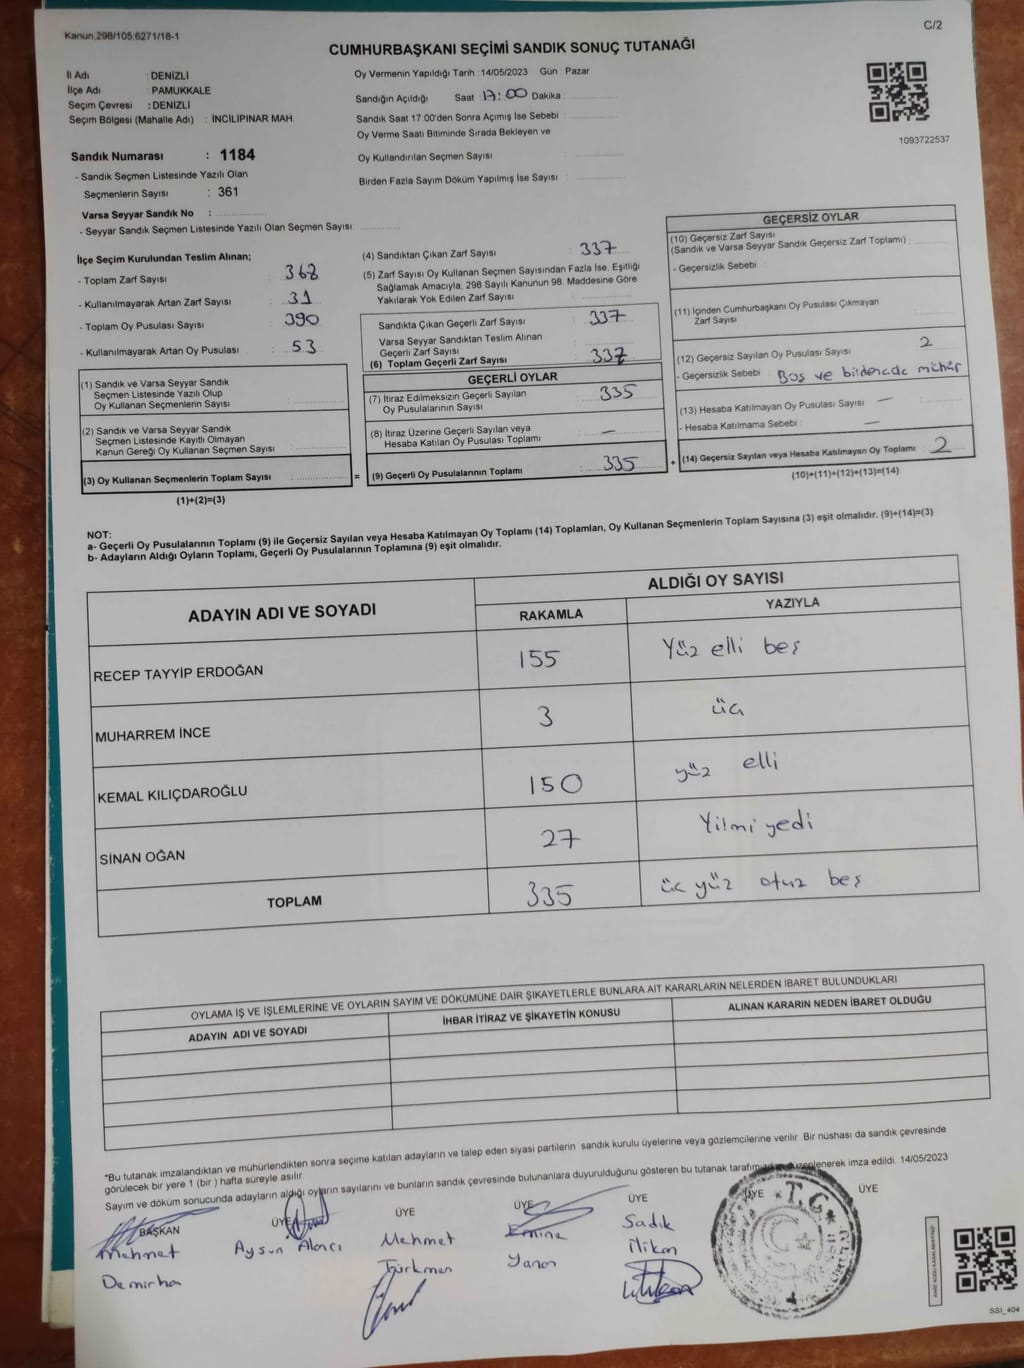 Kanun.298/105.6271/18-1
C/2
CUMHURBAŞKANI SEÇİMİ SANDIK SONUÇ TUTANAĞI
İl Adı : DENİZLİ
İlçe Adı : PAMUKKALE
Seçim Çevresi : DENİZLİ
Seçim Bölgesi (Mahalle Adı) : İNCİLİPINAR MAH.
Sandık Numarası : 1184
- Sandık Seçmen Listesinde Yazılı Olan
Seçmenlerin Sayısı : 361
Varsa Seyyar Sandık No :
- Seyyar Sandık Seçmen Listesinde Yazılı Olan Seçmen Sayısı:
Oy Vermenin Yapıldığı Tarih : 14/05/2023 Gün : Pazar
Sandığın Açıldığı Saat : 17:00 Dakika :
Sandık Saat 17.00'den Sonra Açımış İse Sebebi :
Oy Verme Saati Bitiminde Sırada Bekleyen ve
Oy Kullandırılan Seçmen Sayısı :
Birden Fazla Sayım Döküm Yapılmış İse Sayısı :
1093722537
İlçe Seçim Kurulundan Teslim Alınan;
- Toplam Zarf Sayısı : 368
- Kullanılmayarak Artan Zarf Sayısı : 31
- Toplam Oy Pusulası Sayısı : 390
- Kullanılmayarak Artan Oy Pusulası : 53
(1) Sandık ve Varsa Seyyar Sandık
Seçmen Listesinde Yazılı Olup
Oy Kullanan Seçmenlerin Sayısı :
(2) Sandık ve Varsa Seyyar Sandık
Seçmen Listesinde Kayıtlı Olmayan
Kanun Gereği Oy Kullanan Seçmen Sayısı :
(3) Oy Kullanan Seçmenlerin Toplam Sayısı :
(1)+(2)=(3)
(4) Sandıktan Çıkan Zarf Sayısı : 337
(5) Zarf Sayısı Oy Kullanan Seçmen Sayısından Fazla İse, Eşitliği
Sağlamak Amacıyla, 298 Sayılı Kanunun 98. Maddesine Göre
Yakılarak Yok Edilen Zarf Sayısı :
Sandıkta Çıkan Geçerli Zarf Sayısı : 337
Varsa Seyyar Sandıktan Teslim Alınan
Geçerli Zarf Sayısı :
(6) Toplam Geçerli Zarf Sayısı : 337
GEÇERLİ OYLAR
(7) İtiraz Edilmeksizin Geçerli Sayılan
Oy Pusulalarının Sayısı : 335
(8) İtiraz Üzerine Geçerli Sayılan veya
Hesaba Katılan Oy Pusulası Toplamı : —
= (9) Geçerli Oy Pusulalarının Toplamı : 335
GEÇERSİZ OYLAR
(10) Geçersiz Zarf Sayısı
(Sandık ve Varsa Seyyar Sandık Geçersiz Zarf Toplamı) :
- Geçersizlik Sebebi :
(11) İçinden Cumhurbaşkanı Oy Pusulası Çıkmayan
Zarf Sayısı :
(12) Geçersiz Sayılan Oy Pusulası Sayısı : 2
- Geçersizlik Sebebi : Boş ve birden mühür
(13) Hesaba Katılmayan Oy Pusulası Sayısı : —
- Hesaba Katılmama Sebebi : —
+ (14) Geçersiz Sayılan veya Hesaba Katılmayan Oy Toplamı : 2
(10)+(11)+(12)+(13)=(14)
NOT:
a- Geçerli Oy Pusulalarının Toplamı (9) ile Geçersiz Sayılan veya Hesaba Katılmayan Oy Toplamı (14) Toplamları, Oy Kullanan Seçmenlerin Toplam Sayısına (3) eşit olmalıdır. (9)+(14)=(3)
b- Adayların Aldığı Oyların Toplamı, Geçerli Oy Pusulalarının Toplamına (9) eşit olmalıdır.
ADAYIN ADI VE SOYADI
ALDIĞI OY SAYISI
RAKAMLA YAZIYLA
RECEP TAYYİP ERDOĞAN 155 Yüz elli beş
MUHARREM İNCE 3 üç
KEMAL KILIÇDAROĞLU 150 yüz elli
SİNAN OĞAN 27 Yilmi yedi
TOPLAM 335 üç yüz otuz beş
OYLAMA İŞ VE İŞLEMLERİNE VE OYLARIN SAYIM VE DÖKÜMÜNE DAİR ŞİKAYETLERLE BUNLARA AİT KARARLARIN NELERDEN İBARET BULUNDUKLARI
ADAYIN ADI VE SOYADI İHBAR İTİRAZ VE ŞİKAYETİN KONUSU ALINAN KARARIN NEDEN İBARET OLDUĞU
*Bu tutanak imzalandıktan ve mühürlendikten sonra seçime katılan adayların ve talep eden siyasi partilerin sandık kurulu üyelerine veya gözlemcilerine verilir. Bir nüshası da sandık çevresinde
görülecek bir yere 1 (bir) hafta süreyle asılır.
Sayım ve döküm sonucunda adayların aldığı oyların sayılarını ve bunların sandık çevresinde bulunanlara duyurulduğunu gösteren bu tutanak düzenlenerek imza edildi. 14/05/2023
BAŞKAN ÜYE ÜYE ÜYE ÜYE ÜYE ÜYE
Mehmet Demirha
Aysun Alacı
Mehmet Türkmen
Emine Yanar
Sadık İlikan
T.C.
SSI_404